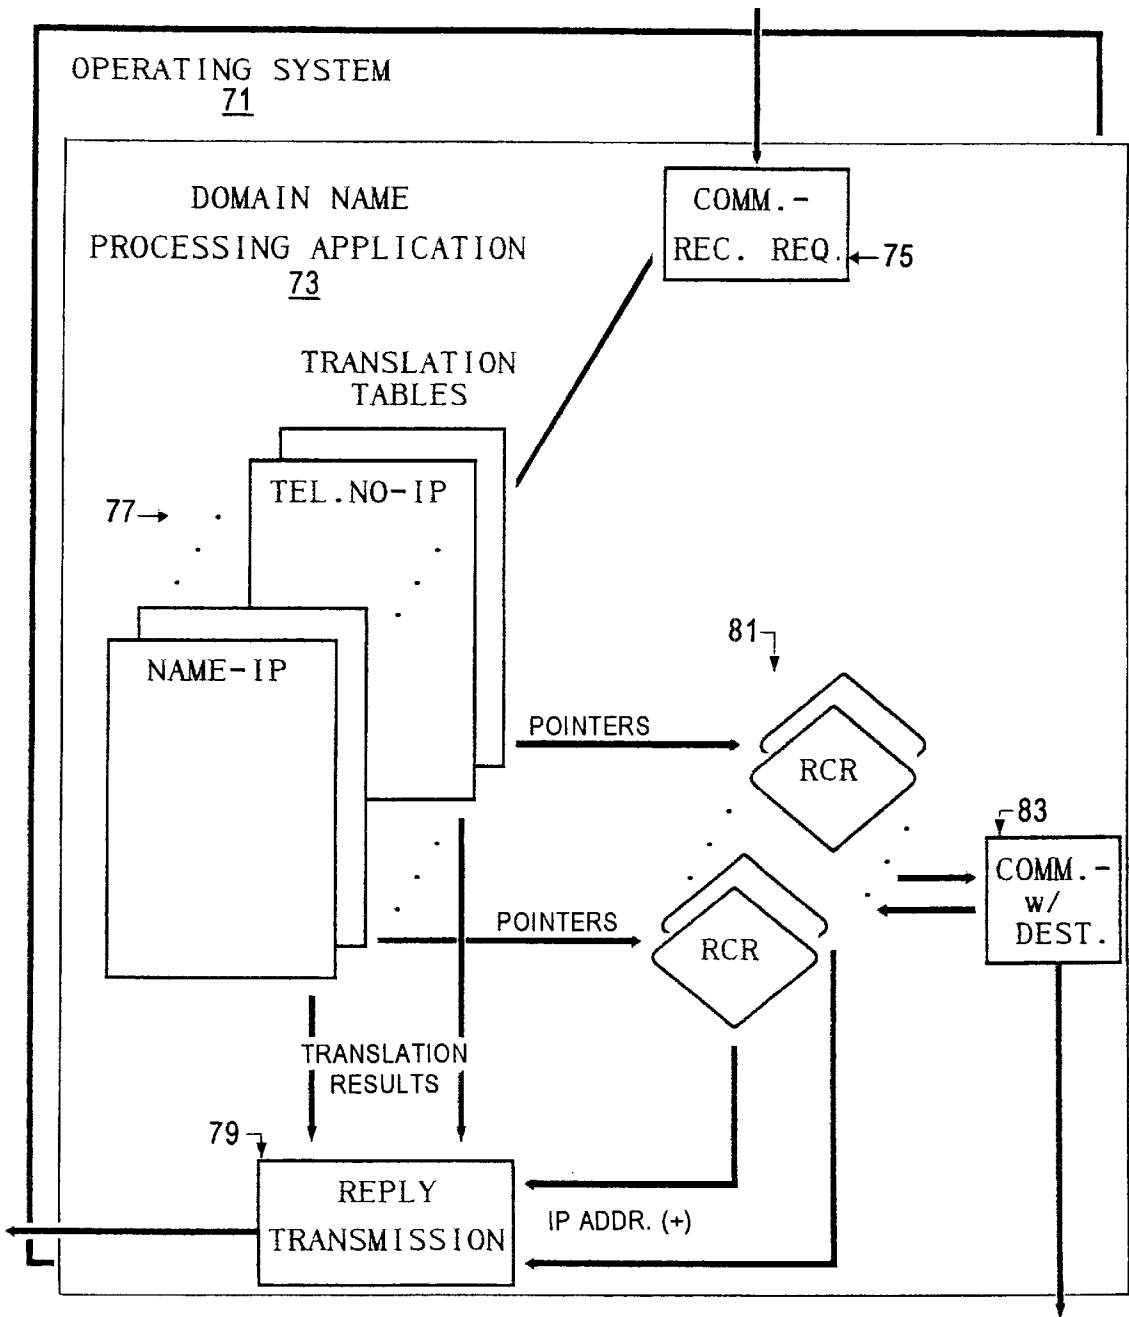 OPERATING SYSTEM
71
DOMAIN NAME
PROCESSING APPLICATION
73
COMM.-
REC. REQ.
75
TRANSLATION
TABLES
TEL.NO-IP
77
NAME-IP
81
POINTERS
RCR
83
COMM.-
w/
DEST.
POINTERS
RCR
TRANSLATION
RESULTS
79
REPLY
TRANSMISSION
IP ADDR. (+)